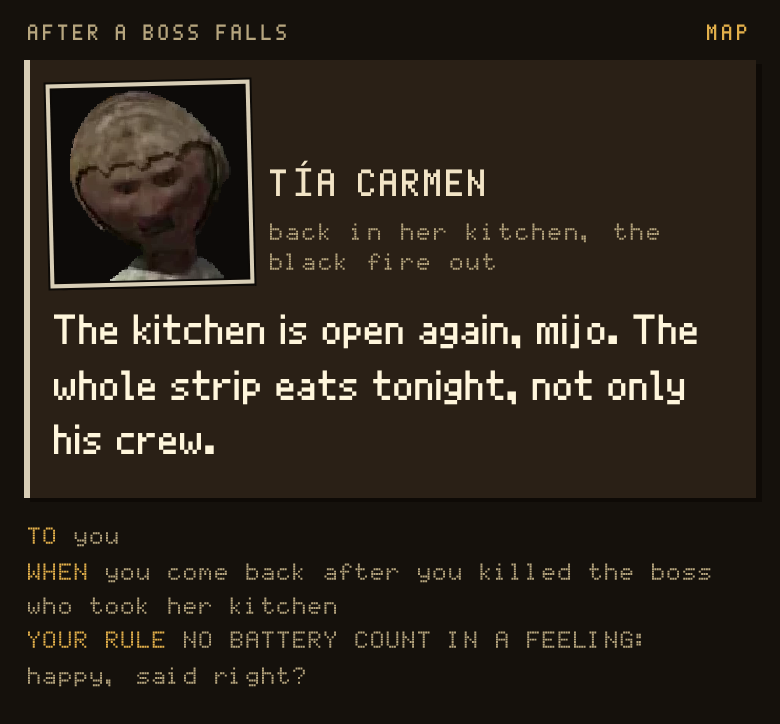 AFTER A BOSS FALLS
MAP
TÍA CARMEN
back in her kitchen, the
black fire out
The kitchen is open again, mijo. The
whole strip eats tonight, not only
his crew.
TO you
WHEN you come back after you killed the boss
who took her kitchen
YOUR RULE NO BATTERY COUNT IN A FEELING:
happy, said right?